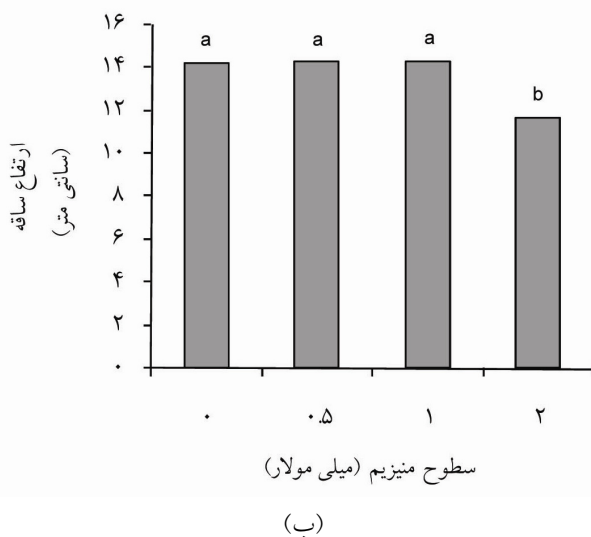 ۱۶
۱۴
۱۲
۱۰
۸
۶
۴
۲
۰
a
a
a
b
ارتفاع ساقه
(سانتی متر)
۰
۰.۵
۱
۲
سطوح منیزیم (میلی مولار)
(ب)